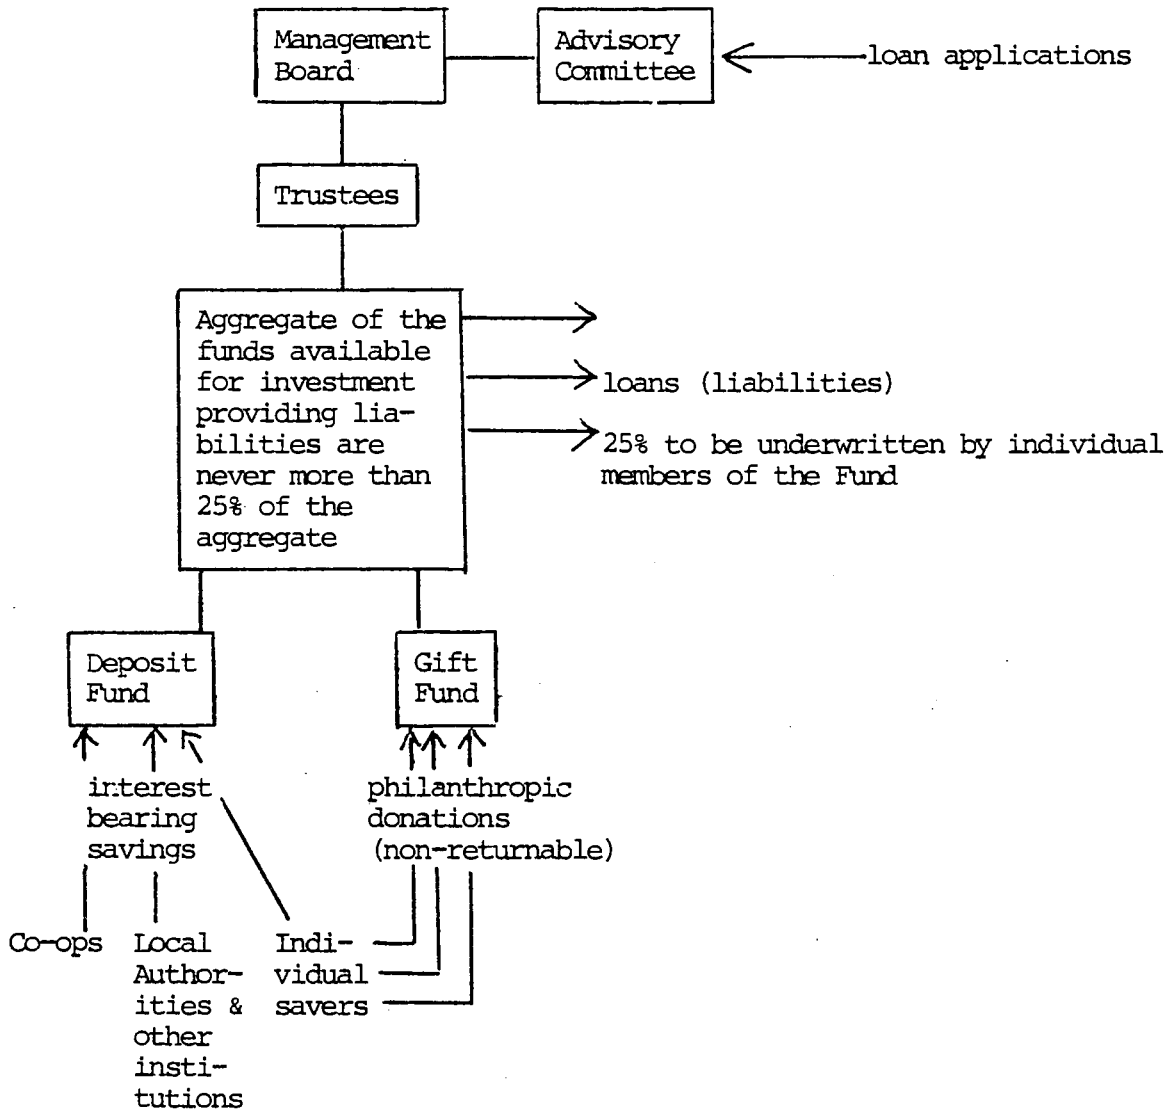 Management
Board
Advisory
Committee
loan applications
Trustees
Aggregate of the
funds available
for investment
providing lia-
bilities are
never more than
25% of the
aggregate
loans (liabilities)
25% to be underwritten by individual
members of the Fund
Deposit
Fund
Gift
Fund
interest
bearing
savings
philanthropic
donations
(non-returnable)
Co-ops
Local
Author-
ities &
other
insti-
tutions
Indi-
vidual
savers